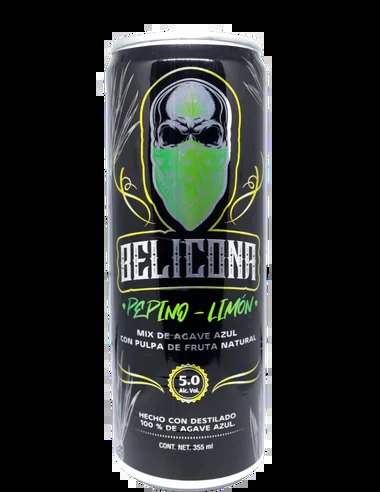 BELICONA
• PEPINO - LIMÓN •
MIX DE AGAVE AZUL
CON PULPA DE FRUTA NATURAL
5.0
Alc. Vol.
HECHO CON DESTILADO
100 % DE AGAVE AZUL.
CONT. NET. 355 ml